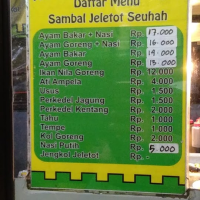 Daftar Menu
Sambal Jeletot Seuhah
Ayam Bakar + Nasi Rp. 17.000
Ayam Goreng + Nasi Rp. 16.000
Ayam Bakar Rp. 14.000
Ayam Goreng Rp. 13.000
Ikan Nila Goreng Rp. 12.000
Ati Ampela Rp. 4.000
Usus Rp. 1.500
Perkedel Jagung Rp. 1.500
Perkedel Kentang Rp. 2.000
Tahu Rp. 1.000
Tempe Rp. 1.000
Kol Goreng Rp. 2.000
Nasi Putih Rp. 5.000
Jengkol Jeletot Rp. -